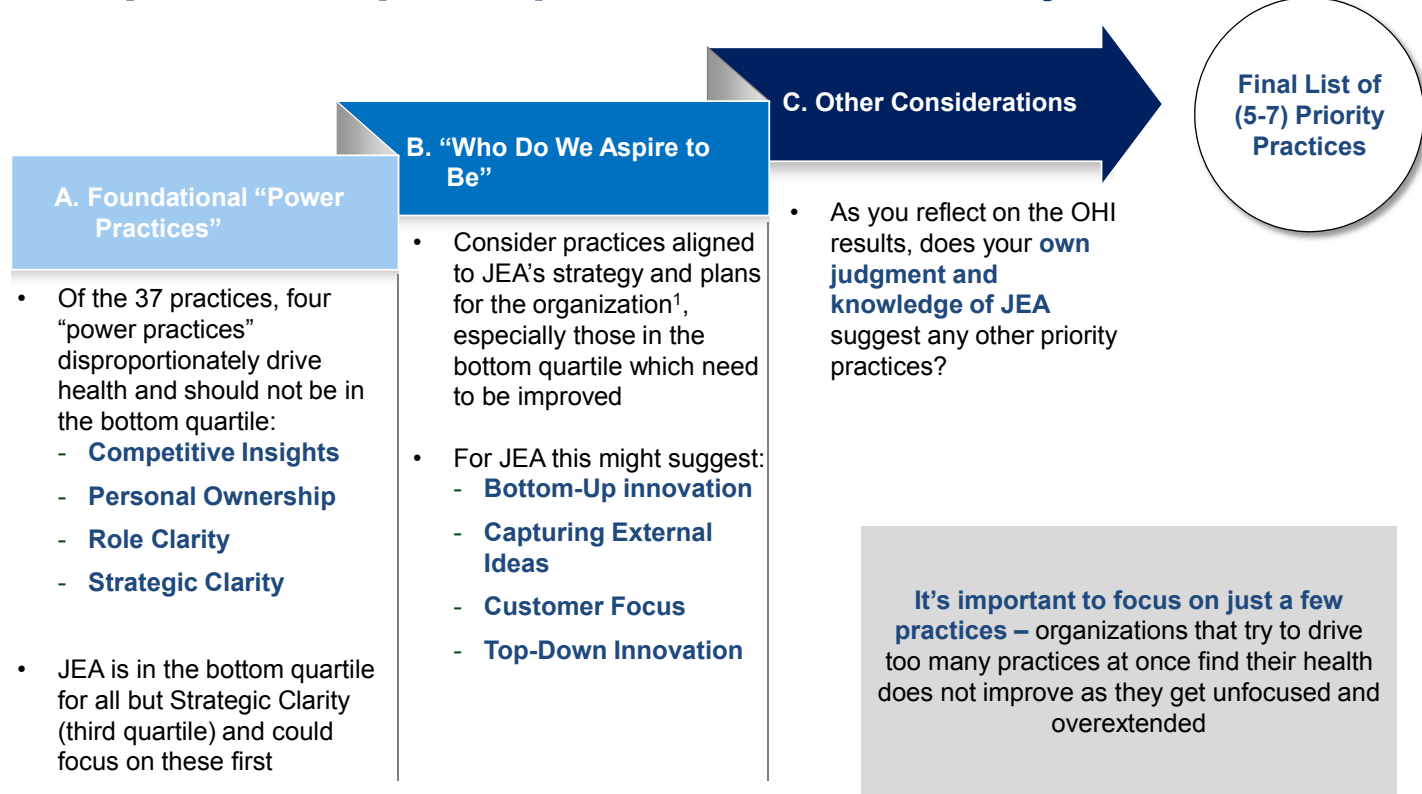 A. Foundational “Power
Practices”
• Of the 37 practices, four
“power practices”
disproportionately drive
health and should not be in
the bottom quartile:
- Competitive Insights
- Personal Ownership
- Role Clarity
- Strategic Clarity
• JEA is in the bottom quartile
for all but Strategic Clarity
(third quartile) and could
focus on these first
B. “Who Do We Aspire to
Be”
• Consider practices aligned
to JEA’s strategy and plans
for the organization¹,
especially those in the
bottom quartile which need
to be improved
• For JEA this might suggest:
- Bottom-Up innovation
- Capturing External
Ideas
- Customer Focus
- Top-Down Innovation
C. Other Considerations
• As you reflect on the OHI
results, does your own
judgment and
knowledge of JEA
suggest any other priority
practices?
Final List of
(5-7) Priority
Practices
It’s important to focus on just a few
practices – organizations that try to drive
too many practices at once find their health
does not improve as they get unfocused and
overextended